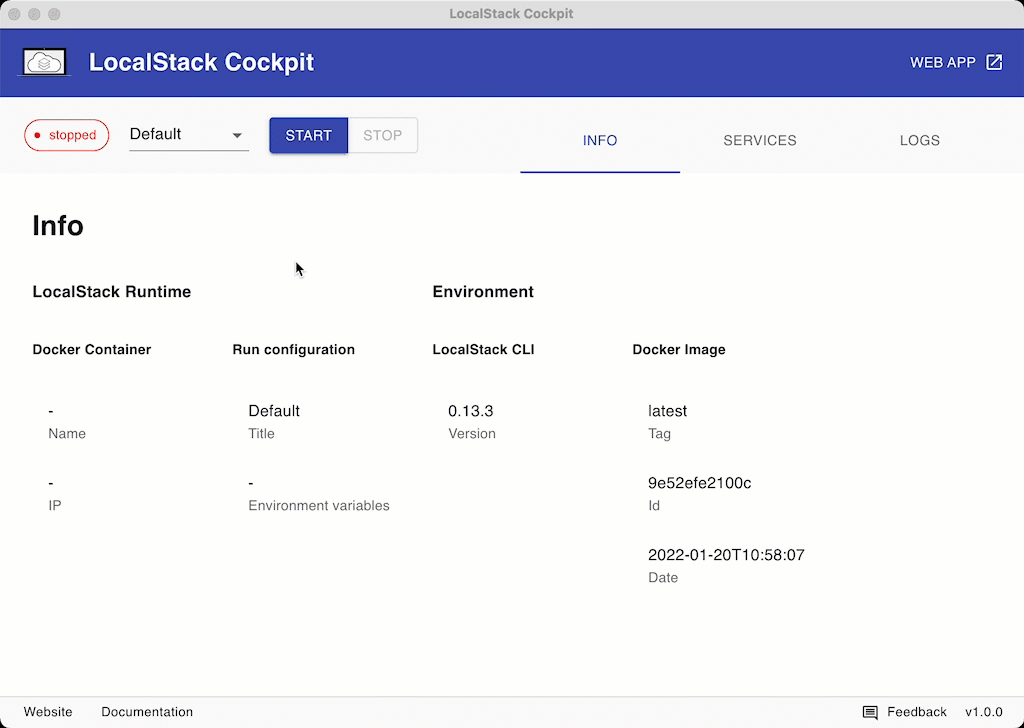 LocalStack Cockpit
LocalStack Cockpit
WEB APP
stopped
Default
START
STOP
INFO
SERVICES
LOGS
Info
LocalStack Runtime
Environment
Docker Container
Run configuration
LocalStack CLI
Docker Image
-
Default
0.13.3
latest
Name
Title
Version
Tag
-
-
9e52efe2100c
IP
Environment variables
Id
2022-01-20T10:58:07
Date
Website
Documentation
Feedback
v1.0.0